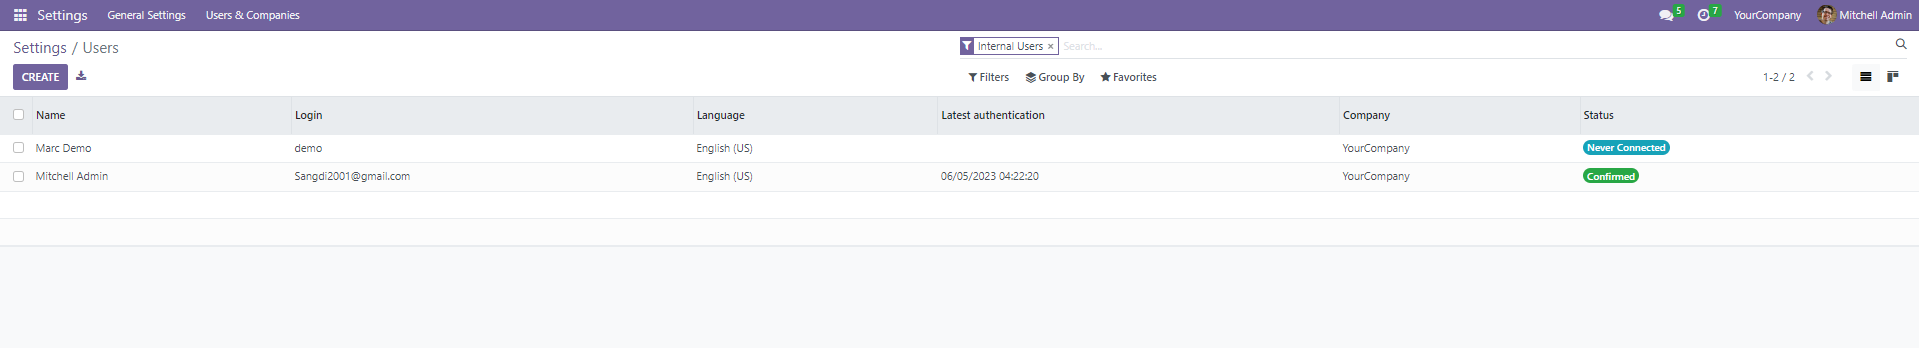 Settings General Settings Users & Companies 5 7 YourCompany Mitchell Admin
Settings / Users Internal Users × Search...
CREATE Filters Group By Favorites 1-2 / 2
Name Login Language Latest authentication Company Status
Marc Demo demo English (US) YourCompany Never Connected
Mitchell Admin Sangdi2001@gmail.com English (US) 06/05/2023 04:22:20 YourCompany Confirmed